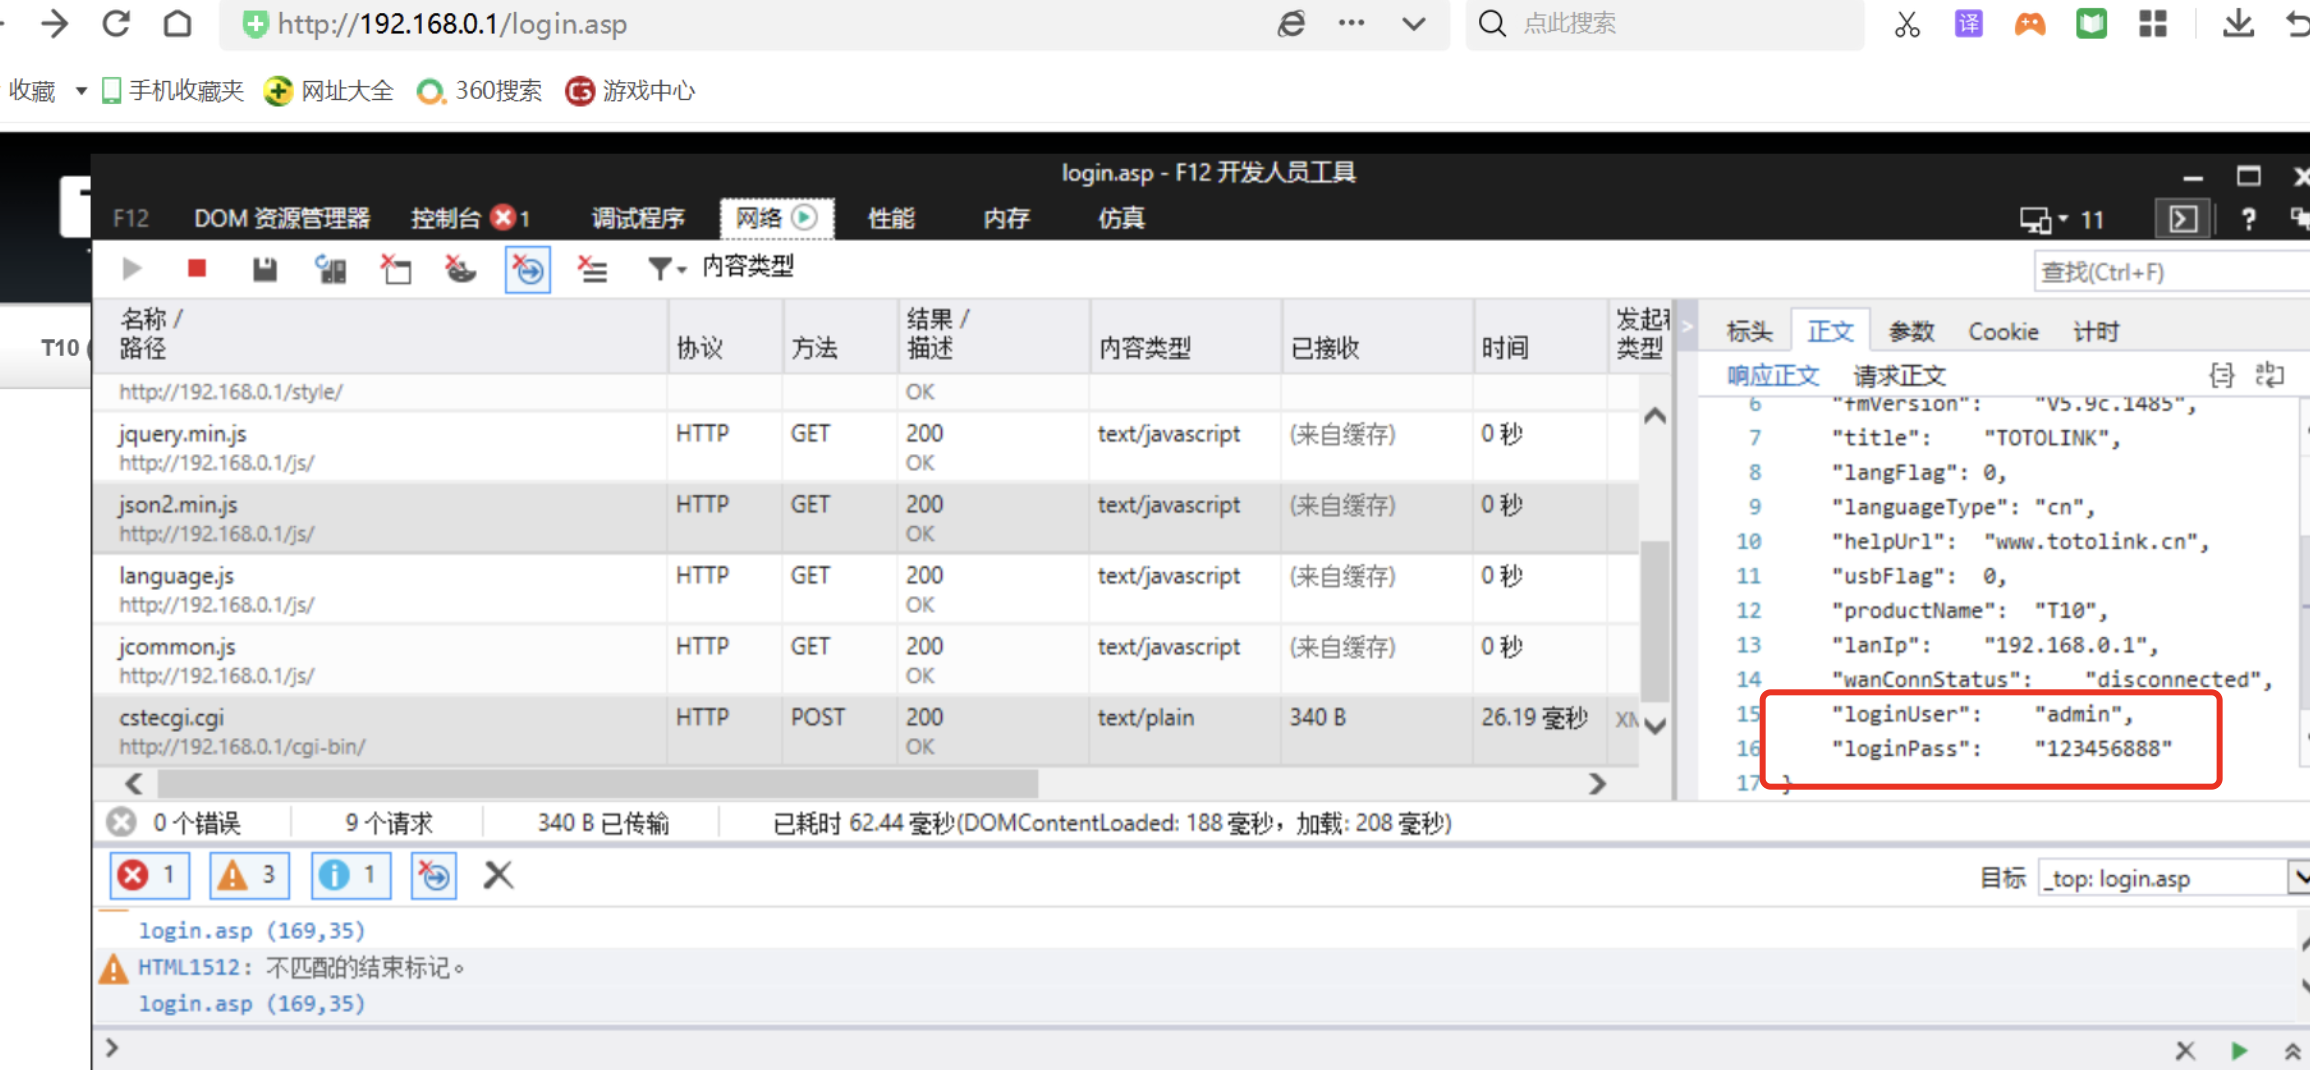 http://192.168.0.1/login.asp
点此搜索
译
收藏 手机收藏夹 网址大全 360搜索 游戏中心
login.asp - F12 开发人员工具
F12 DOM 资源管理器 控制台 1 调试程序 网络 性能 内存 仿真 11 ?
内容类型
查找(Ctrl+F)
T10
名称 / 路径 协议 方法 结果 / 描述 内容类型 已接收 时间 类型
http://192.168.0.1/style/ OK
jquery.min.js HTTP GET 200 text/javascript (来自缓存) 0 秒
http://192.168.0.1/js/ OK
json2.min.js HTTP GET 200 text/javascript (来自缓存) 0 秒
http://192.168.0.1/js/ OK
language.js HTTP GET 200 text/javascript (来自缓存) 0 秒
http://192.168.0.1/js/ OK
jcommon.js HTTP GET 200 text/javascript (来自缓存) 0 秒
http://192.168.0.1/js/ OK
cstecgi.cgi HTTP POST 200 text/plain 340 B 26.19 毫秒
http://192.168.0.1/cgi-bin/ OK
标头 正文 参数 Cookie 计时
响应正文 请求正文
6 "fmVersion": "V5.9c.1485",
7 "title": "TOTOLINK",
8 "langFlag": 0,
9 "languageType": "cn",
10 "helpUrl": "www.totolink.cn",
11 "usbFlag": 0,
12 "productName": "T10",
13 "lanIp": "192.168.0.1",
14 "wanConnStatus": "disconnected",
15 "loginUser": "admin",
16 "loginPass": "123456888"
17 }
0 个错误 9 个请求 340 B 已传输 已耗时 62.44 毫秒(DOMContentLoaded: 188 毫秒，加载: 208 毫秒)
1 3 1 目标 _top: login.asp
login.asp (169,35)
HTML1512: 不匹配的结束标记。
login.asp (169,35)